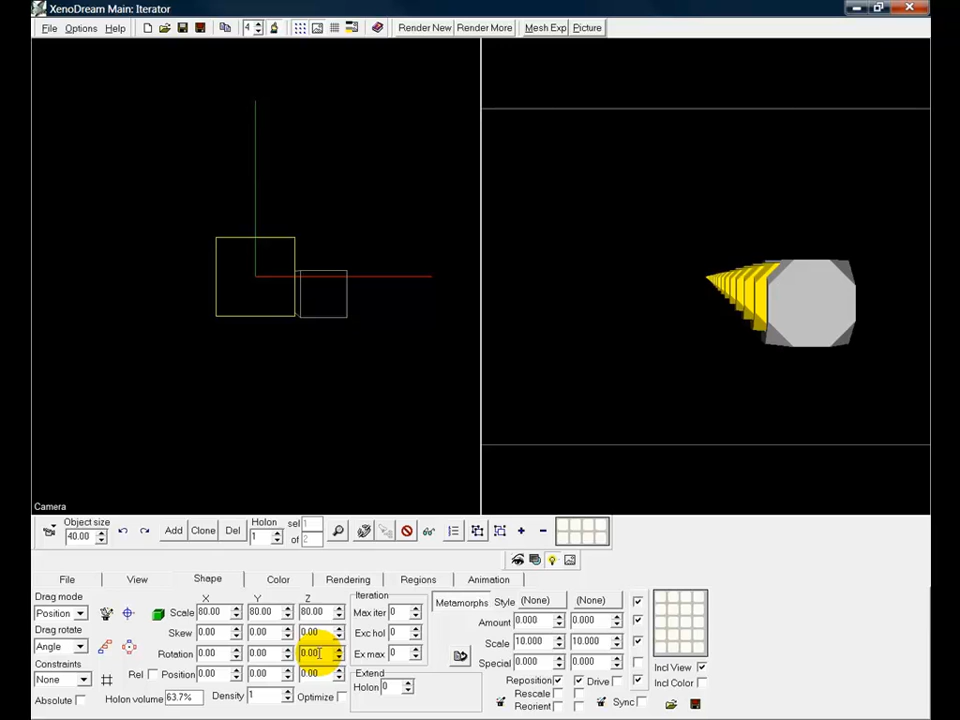 XenoDream Main: Iterator
File Options Help 4 Render New Render More Mesh Exp Picture
Camera
Object size
40.00
Add Clone Del
Holon
1
sel 1
of 2
File View Shape Color Rendering Regions Animation
Drag mode
Position
Drag rotate
Angle
Constraints
None
Absolute
X Y Z
Scale 80.00 80.00 80.00
Skew 0.00 0.00 0.00
Rotation 0.00 0.00 0.00
Rel Position 0.00 0.00 0.00
Holon volume 63.7% Density 1 Optimize
Iteration
Max iter 0
Exc hol 0
Ex max 0
Extend
Holon 0
Metamorphs Style (None) (None)
Amount 0.000 0.000
Scale 10.000 10.000
Special 0.000 0.000
Reposition Drive
Rescale
Reorient Sync
Incl View
Incl Color